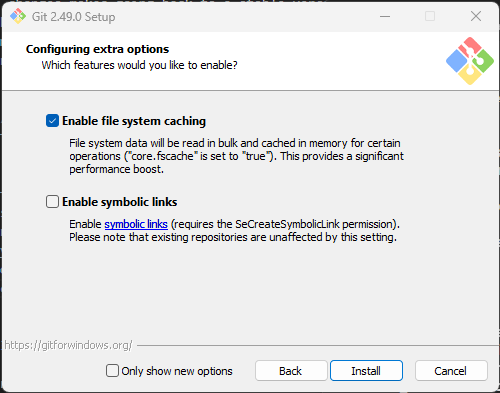 Git 2.49.0 Setup
Configuring extra options
Which features would you like to enable?
Enable file system caching
File system data will be read in bulk and cached in memory for certain
operations ("core.fscache" is set to "true"). This provides a significant
performance boost.
Enable symbolic links
Enable symbolic links (requires the SeCreateSymbolicLink permission).
Please note that existing repositories are unaffected by this setting.
https://gitforwindows.org/
Only show new options
Back
Install
Cancel